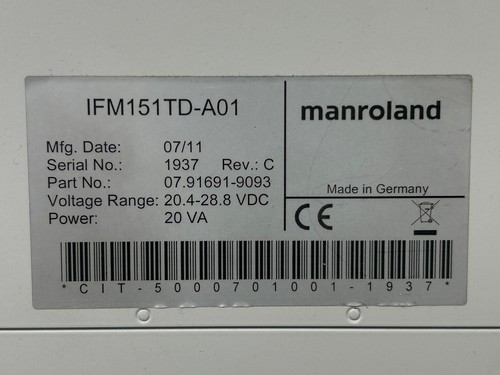 IFM151TD-A01
manroland
Mfg. Date: 07/11
Serial No.: 1937 Rev.: C
Part No.: 07.91691-9093
Voltage Range: 20.4-28.8 VDC
Power: 20 VA
Made in Germany
CE
*CIT-5000701001-1937*